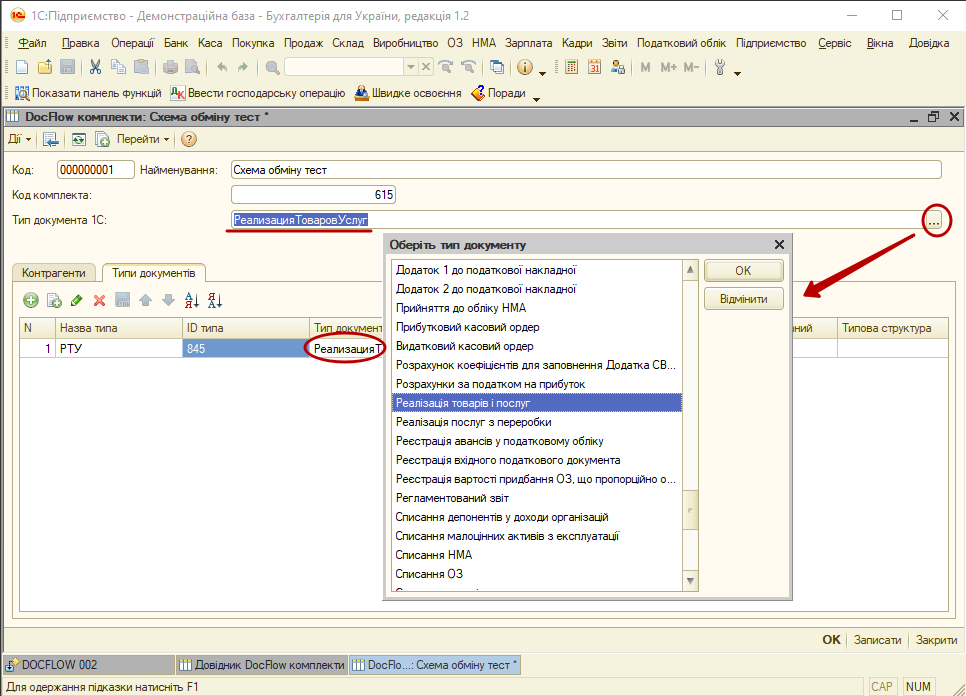 1С:Підприємство - Демонстраційна база - Бухгалтерія для України, редакція 1.2
Файл Правка Операції Банк Каса Покупка Продаж Склад Виробництво ОЗ НМА Зарплата Кадри Звіти Податковий облік Підприємство Сервіс Вікна Довідка
M M+ M-
Показати панель функцій Ввести господарську операцію Швидке освоєння Поради
DocFlow комплекти: Схема обміну тест *
Дії Перейти
Код: 000000001 Найменування: Схема обміну тест
Код комплекта: 615
Тип документа 1С: РеализацияТоваровУслуг ...
Оберіть тип документу
Контрагенти Типи документів
N Назва типа ID типа Тип документ ний Типова структура
1 РТУ 845 РеализацияТ
Додаток 1 до податкової накладної
Додаток 2 до податкової накладної
Прийняття до обліку НМА
Прибутковий касовий ордер
Видатковий касовий ордер
Розрахунок коефіцієнтів для заповнення Додатка СВ...
Розрахунки за податком на прибуток
Реалізація товарів і послуг
Реалізація послуг з переробки
Реєстрація авансів у податковому обліку
Реєстрація вхідного податкового документа
Реєстрація вартості придбання ОЗ, що пропорційно о...
Регламентований звіт
Списання депонентів у доходи організацій
Списання малоцінних активів з експлуатації
Списання НМА
Списання ОЗ
OK
Відмінити
OK Записати Закрити
DOCFLOW 002 Довідник DocFlow комплекти DocFlo...: Схема обміну тест *
Для одержання підказки натисніть F1 CAP NUM